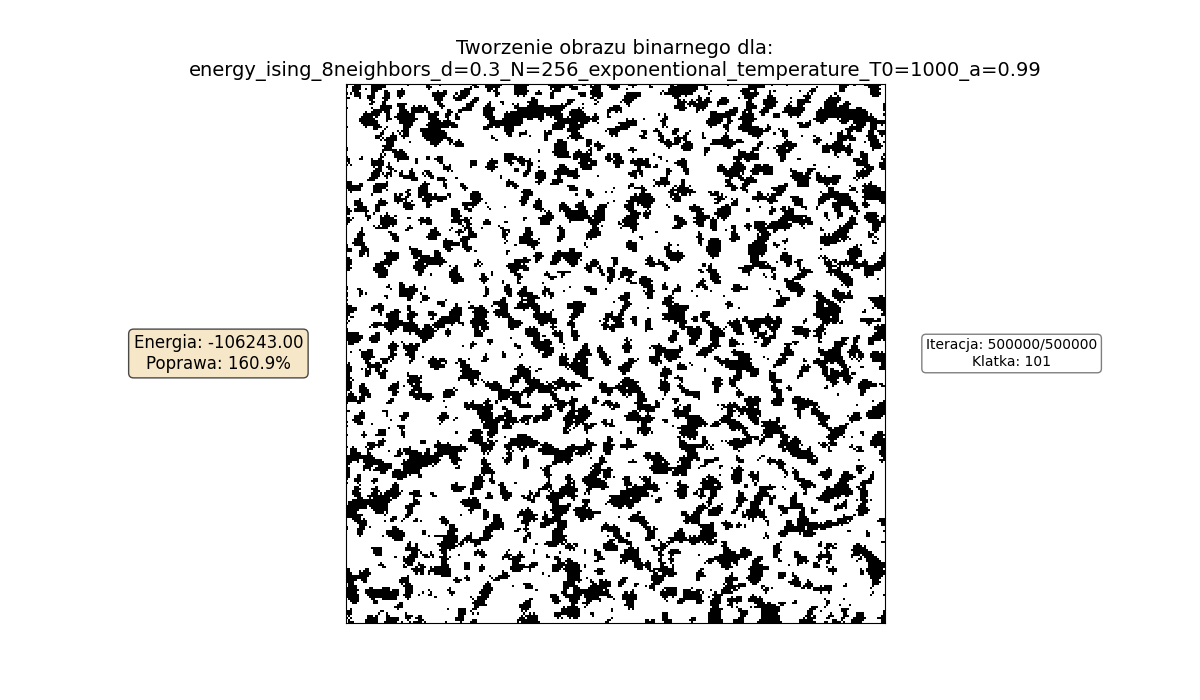 Tworzenie obrazu binarnego dla:
energy_ising_8neighbors_d=0.3_N=256_exponentional_temperature_T0=1000_a=0.99
Energia: -106243.00
Poprawa: 160.9%
Iteracja: 500000/500000
Klatka: 101